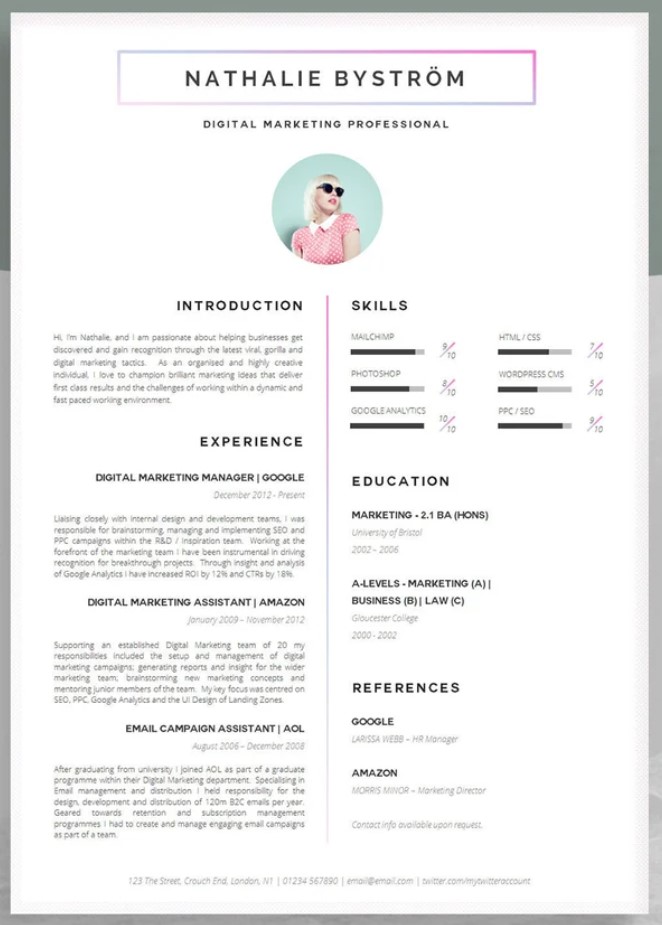 NATHALIE BYSTRÖM
DIGITAL MARKETING PROFESSIONAL
INTRODUCTION
Hi, I'm Nathalie, and I am passionate about helping businesses get
discovered and gain recognition through the latest viral, gorilla and
digital marketing tactics. As an organised and highly creative
individual, I love to champion brilliant marketing ideas that deliver
first class results and the challenges of working within a dynamic and
fast paced working environment.
EXPERIENCE
DIGITAL MARKETING MANAGER | GOOGLE
December 2012 - Present
Liaising closely with internal design and development teams, I was
responsible for brainstorming, managing and implementing SEO and
PPC campaigns within the R&D / Inspiration team. Working at the
forefront of the marketing team I have been instrumental in driving
recognition for breakthrough projects. Through insight and analysis
of Google Analytics I have increased ROI by 12% and CTRs by 18%.
DIGITAL MARKETING ASSISTANT | AMAZON
January 2009 – November 2012
Supporting an established Digital Marketing team of 20 my
responsibilities included the setup and management of digital
marketing campaigns; generating reports and insight for the wider
marketing team; brainstorming new marketing concepts and
mentoring junior members of the team. My key focus was centred on
SEO, PPC, Google Analytics and the UI Design of Landing Zones.
EMAIL CAMPAIGN ASSISTANT | AOL
August 2006 – December 2008
After graduating from university I joined AOL as part of a graduate
programme within their Digital Marketing department. Specialising in
Email management and distribution I held responsibility for the
design, development and distribution of 120m B2C emails per year.
Geared towards retention and subscription management
programmes I had to create and manage engaging email campaigns
as part of a team.
SKILLS
MAILCHIMP 9/10
HTML / CSS 7/10
PHOTOSHOP 8/10
WORDPRESS CMS 5/10
GOOGLE ANALYTICS 10/10
PPC / SEO 9/10
EDUCATION
MARKETING - 2.1 BA (HONS)
University of Bristol
2002 – 2006
A-LEVELS - MARKETING (A) |
BUSINESS (B) | LAW (C)
Gloucester College
2000 - 2002
REFERENCES
GOOGLE
LARISSA WEBB – HR Manager
AMAZON
MORRIS MINOR – Marketing Director
Contact info available upon request.
123 The Street, Crouch End, London, N1 | 01234 567890 | email@email.com | twitter.com/mytwitteraccount